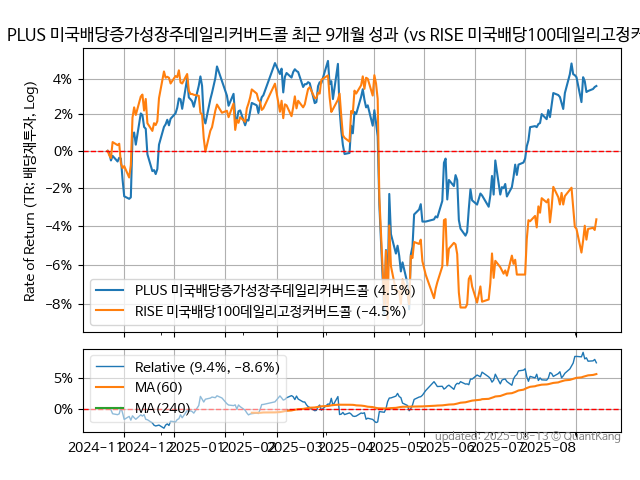 PLUS 미국배당증가성장주데일리커버드콜 최근 9개월 성과 (vs RISE 미국배당100데일리고정커
Rate of Return (TR: 배당재투자, Log)
4%
2%
0%
−2%
−4%
−6%
−8%
PLUS 미국배당증가성장주데일리커버드콜 (4.5%)
RISE 미국배당100데일리고정커버드콜 (−4.5%)
5%
0%
Relative (9.4%, −8.6%)
MA(60)
MA(240)
2024−11 2024−12 2025−01 2025−02 2025−03 2025−04 2025−05 2025−06 2025−07 2025−08
updated: 2025−08−13 © QuantKang